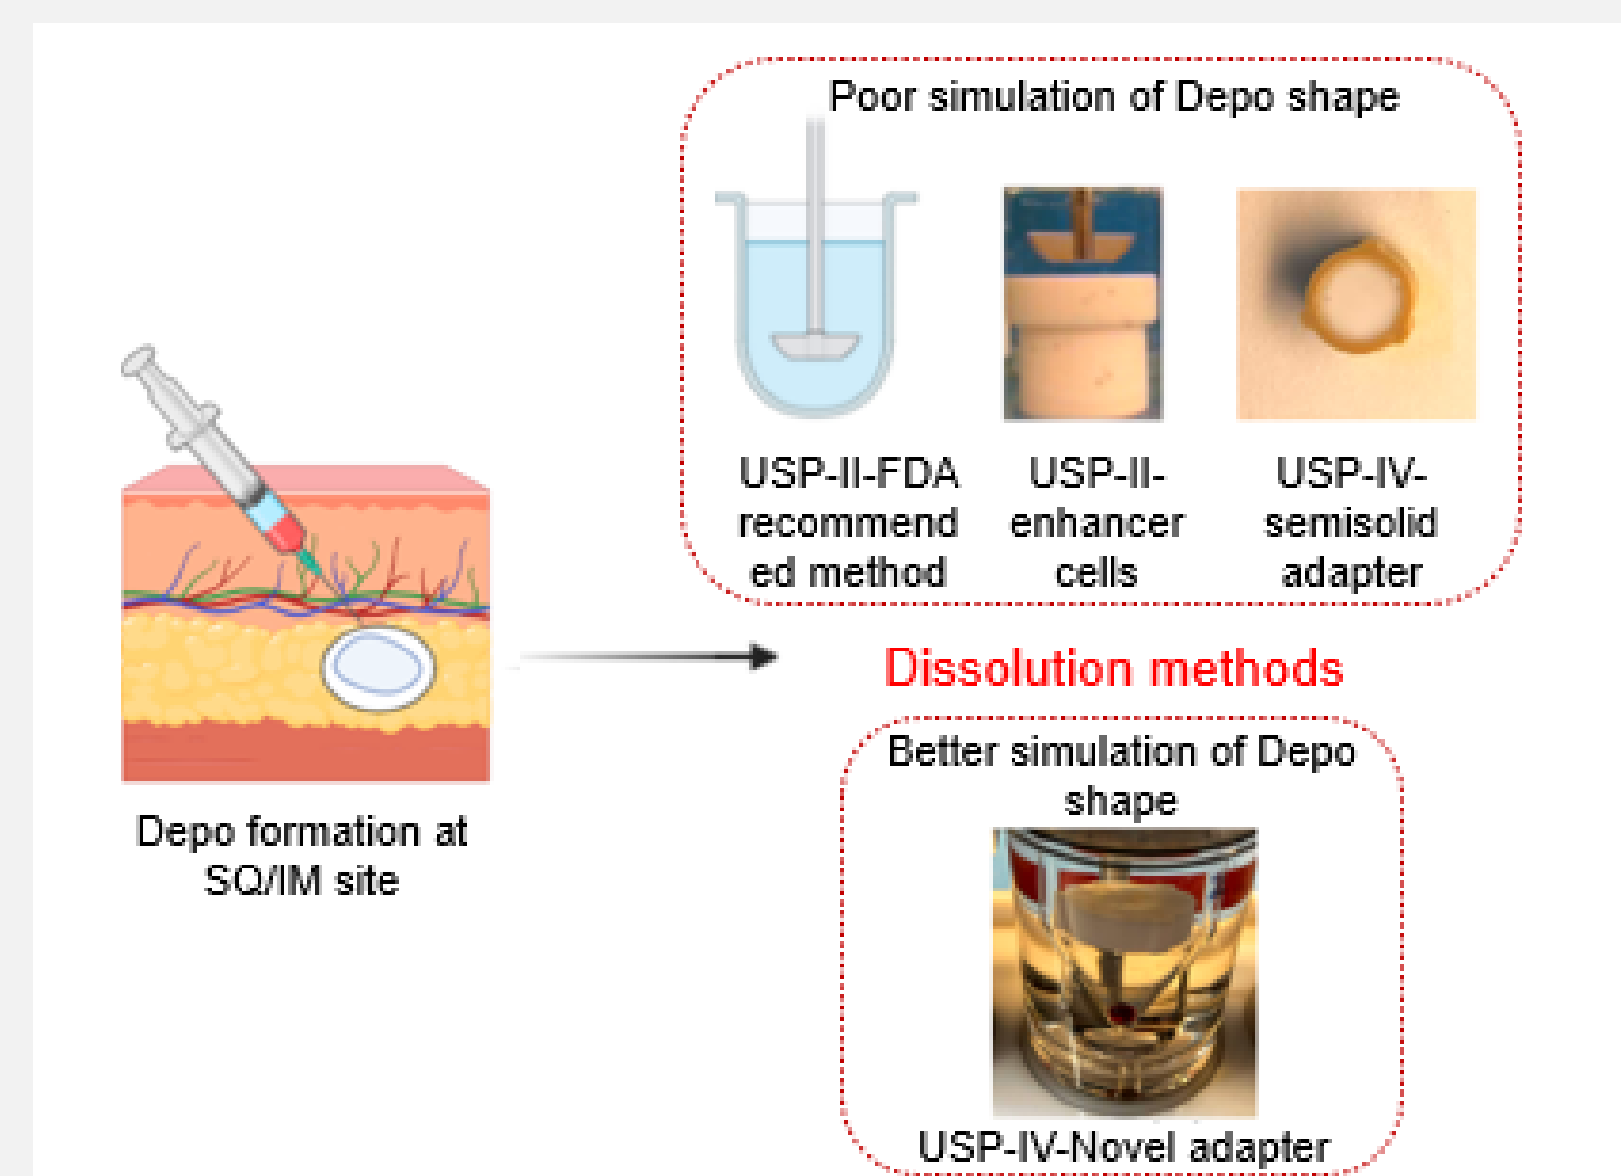 Poor simulation of Depo shape
USP-II-FDA
recommend
ed method
USP-II-
enhancer
cells
USP-IV-
semisolid
adapter
Dissolution methods
Depo formation at
SQ/IM site
Better simulation of Depo
shape
USP-IV-Novel adapter